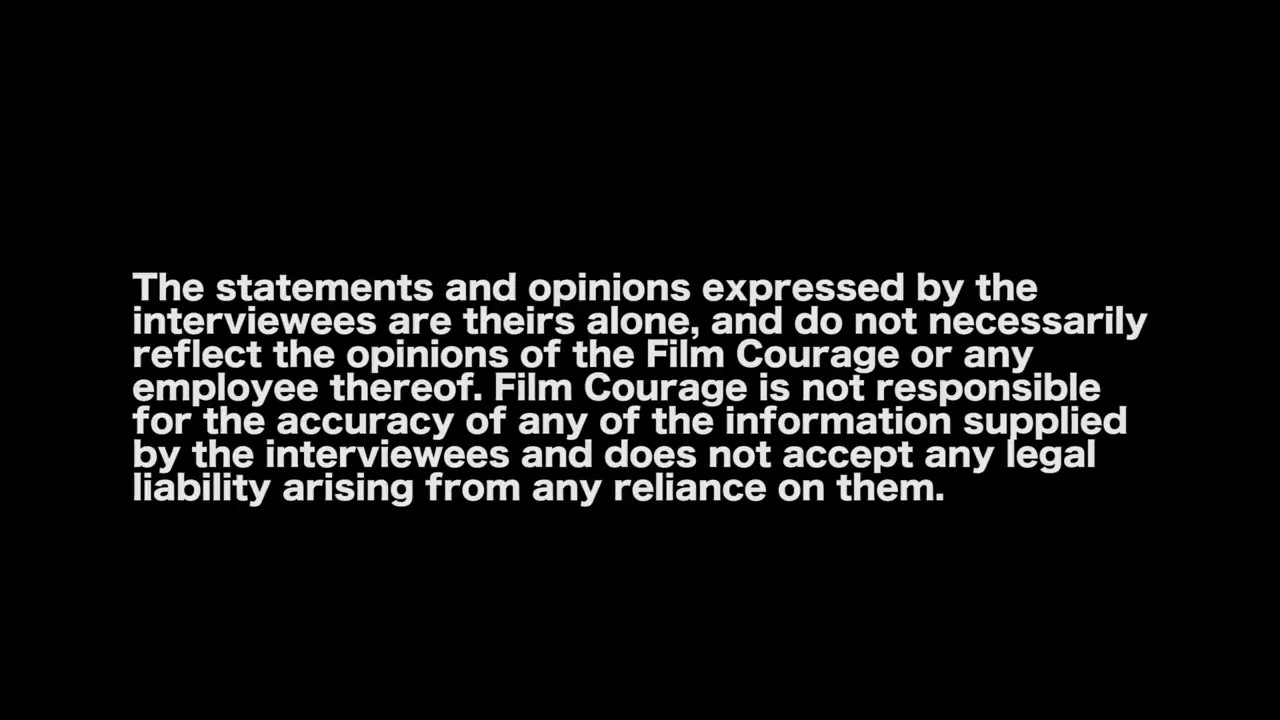 The statements and opinions expressed by the
interviewees are theirs alone, and do not necessarily
reflect the opinions of the Film Courage or any
employee thereof. Film Courage is not responsible
for the accuracy of any of the information supplied
by the interviewees and does not accept any legal
liability arising from any reliance on them.